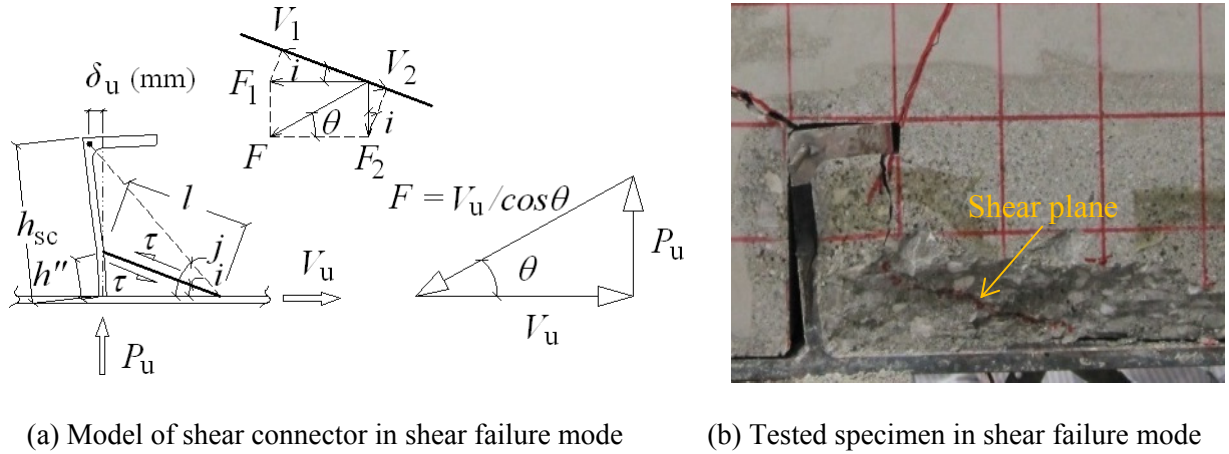 V₁
V₂
δᵤ (mm)
i
F₁
i
θ
F
F₂
l
F = Vᵤ/cosθ
h_sc
τ
j
Pᵤ
h''
τ
i
Vᵤ
θ
Vᵤ
Pᵤ
Shear plane
(a) Model of shear connector in shear failure mode
(b) Tested specimen in shear failure mode